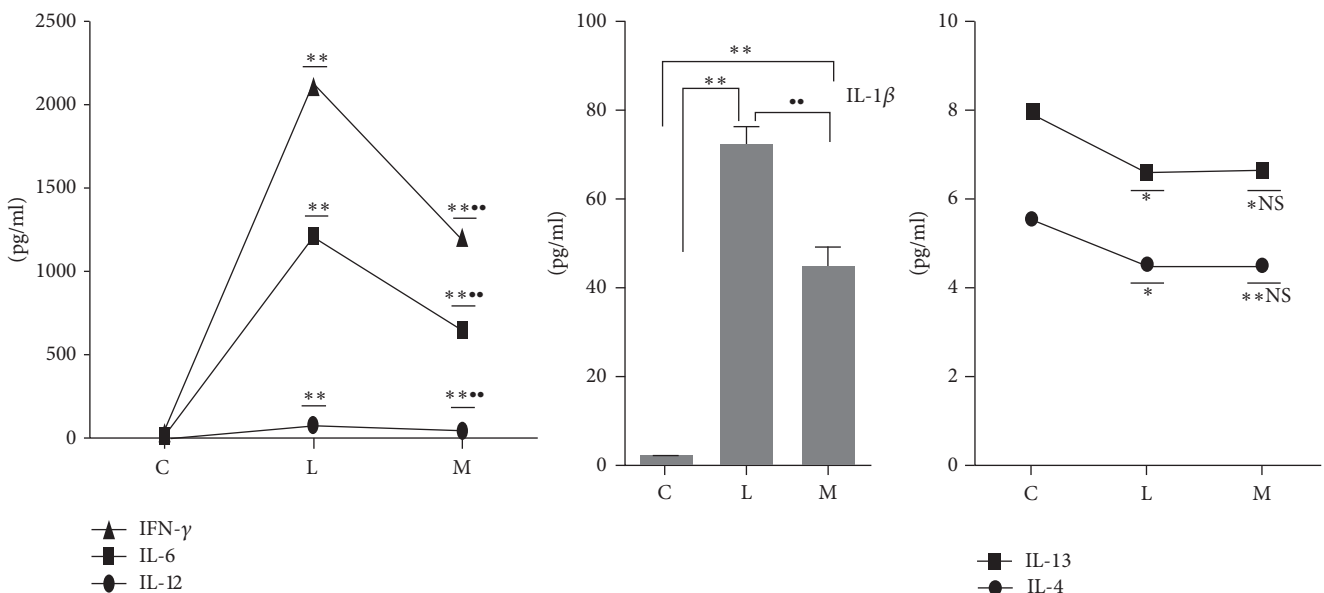 2500
2000
1500
1000
500
0
(pg/ml)
**
**
**
**••
**••
**••
C L M
IFN-γ
IL-6
IL-12
100
80
60
40
20
0
(pg/ml)
**
**
••
IL-1β
C L M
10
8
6
4
2
0
(pg/ml)
*
*NS
*
**NS
C L M
IL-13
IL-4